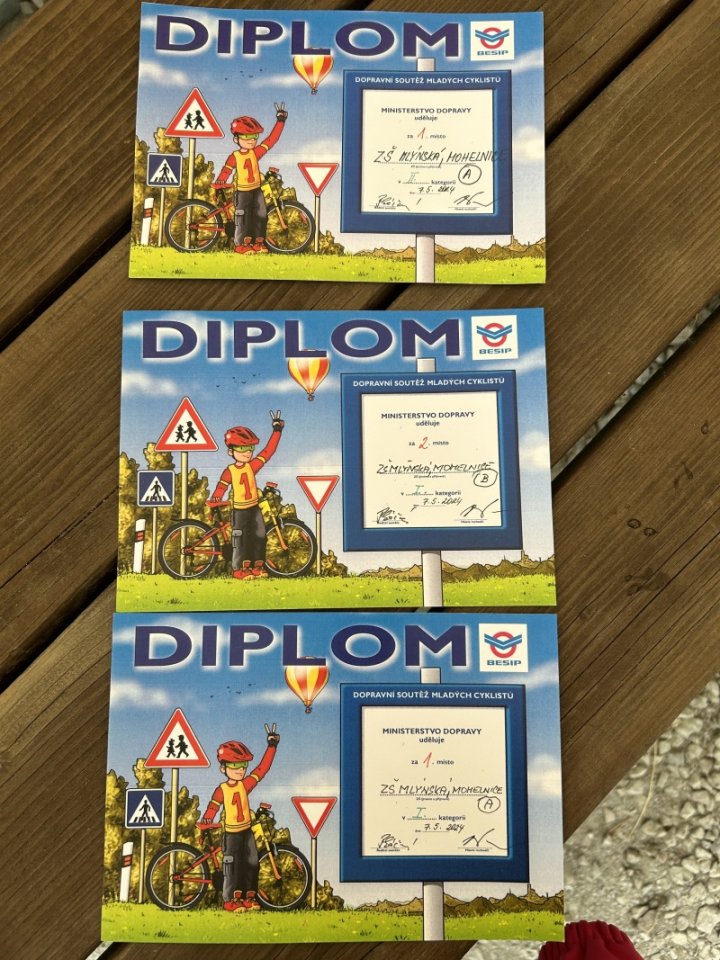 DIPLOM
BESIP
DOPRAVNÍ SOUTĚŽ MLADÝCH CYKLISTŮ
MINISTERSTVO DOPRAVY
uděluje
za 1. místo
ZŠ MLÝNSKÁ, MOHELNICE
A
v II. kategorii
7.5. 2024
DIPLOM
BESIP
DOPRAVNÍ SOUTĚŽ MLADÝCH CYKLISTŮ
MINISTERSTVO DOPRAVY
uděluje
za 2. místo
ZŠ MLÝNSKÁ, MOHELNICE
B
v I. kategorii
7.5. 2024
1
DIPLOM
BESIP
DOPRAVNÍ SOUTĚŽ MLADÝCH CYKLISTŮ
MINISTERSTVO DOPRAVY
uděluje
za 1. místo
ZŠ MLÝNSKÁ, MOHELNICE
A
v I. kategorii
dne 7.5. 2024
1